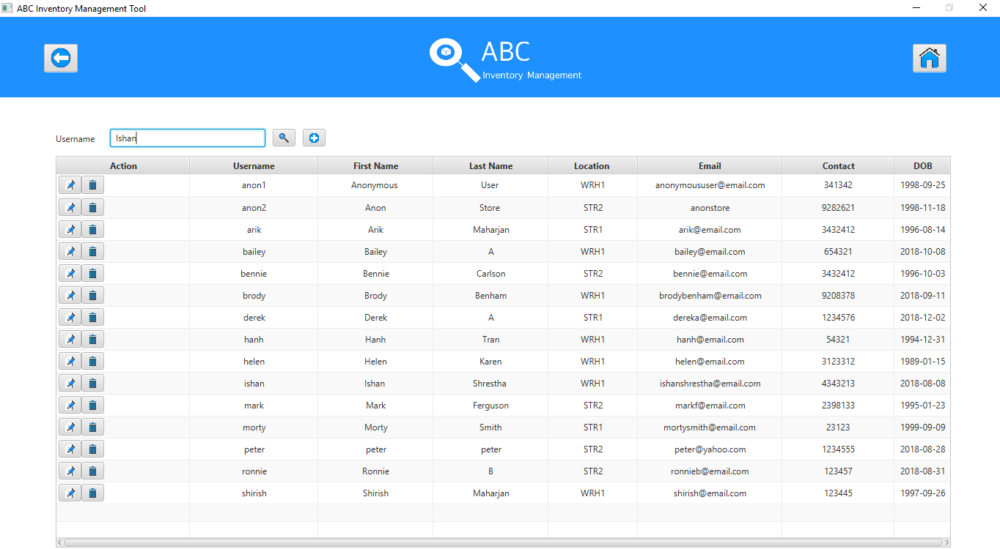 ABC Inventory Management Tool
ABC
Inventory Management
Username Ishan
Action Username First Name Last Name Location Email Contact DOB
anon1 Anonymous User WRH1 anonymoususer@email.com 341342 1998-09-25
anon2 Anon Store STR2 anonstore 9282621 1998-11-18
arik Arik Maharjan STR1 arik@email.com 3432412 1996-08-14
bailey Bailey A WRH1 bailey@email.com 654321 2018-10-08
bennie Bennie Carlson STR2 bennie@email.com 3432412 1996-10-03
brody Brody Benham WRH1 brodybenham@email.com 9208378 2018-09-11
derek Derek A STR1 dereka@email.com 1234576 2018-12-02
hanh Hanh Tran WRH1 hanh@email.com 54321 1994-12-31
helen Helen Karen WRH1 helen@email.com 3123312 1989-01-15
ishan Ishan Shrestha WRH1 ishanshrestha@email.com 4343213 2018-08-08
mark Mark Ferguson STR2 markf@email.com 2398133 1995-01-23
morty Morty Smith STR1 mortysmith@email.com 23123 1999-09-09
peter peter peter STR2 peter@yahoo.com 1234555 2018-08-28
ronnie Ronnie B STR2 ronnieb@email.com 123457 2018-08-31
shirish Shirish Maharjan WRH1 shirish@email.com 123445 1997-09-26